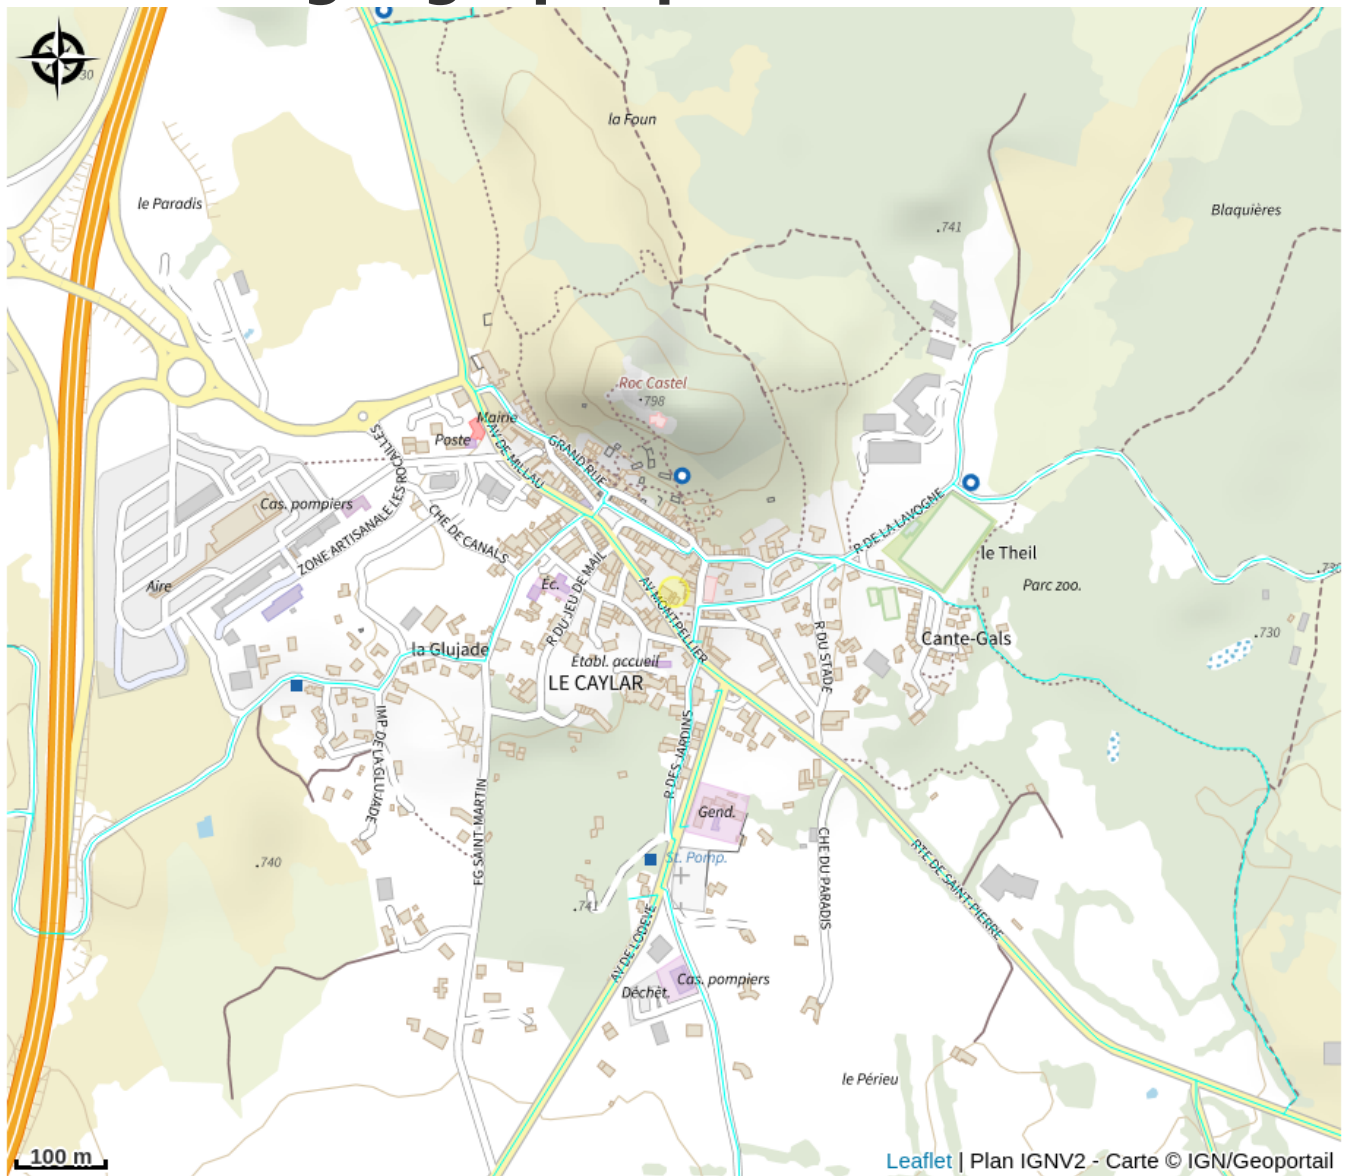 30
la Foun
le Paradis
Blaquières
.741
Roc Castel
.798
Mairie
Poste
AV DE MILLAU
GRAND RUE
Cas. pompiers
ZONE ARTISANALE LES ROCAILLES
CHE DE CANALS
R DE LA LAVOGNE
le Theil
Parc zoo.
730
Aire
Éc.
R DU JEU DE MAIL
AV MONTPELLIER
R DU STADE
Cante-Gals
.730
la Glujade
Établ. accueil
LE CAYLAR
IMP DE LA GLUJADE
R DES JARDINS
FG SAINT-MARTIN
Gend.
St. Pomp.
CHE DU PARADIS
RTE DE SAINT-PIERRE
.740
.741
AV DE LODÈVE
Déchèt.
Cas. pompiers
le Périeu
100 m
Leaflet | Plan IGNV2 - Carte © IGN/Geoportail